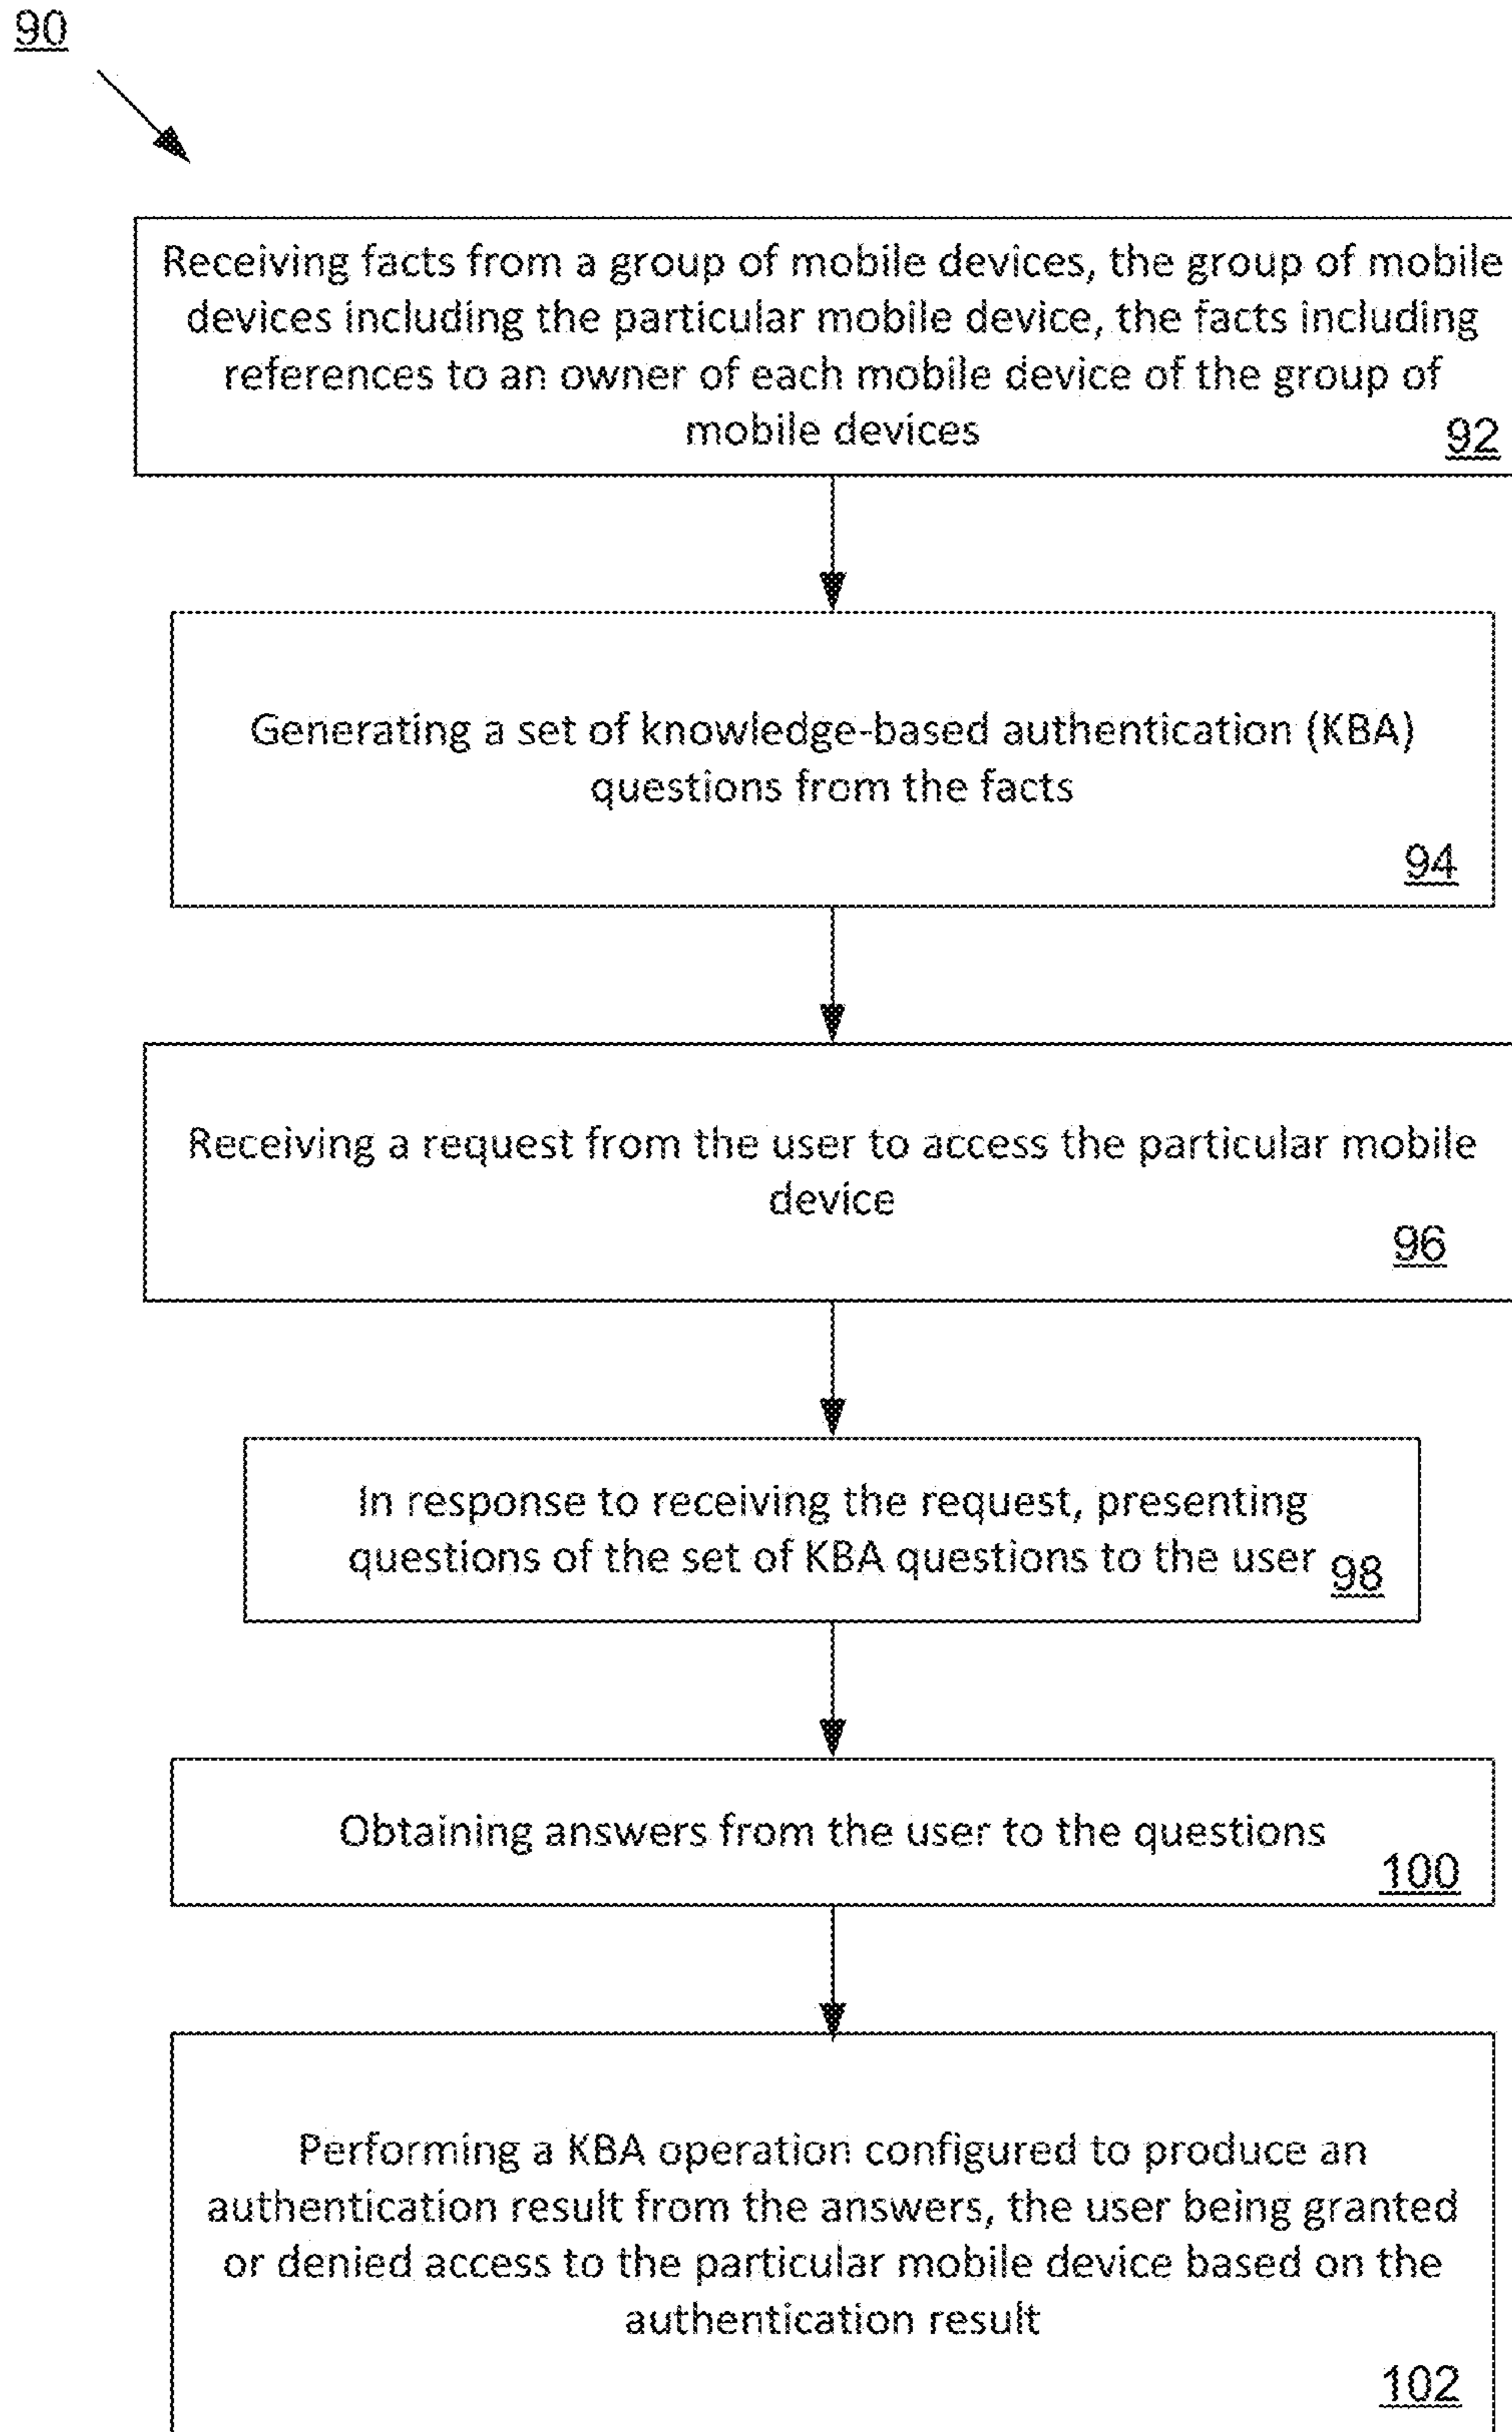 90
Receiving facts from a group of mobile devices, the group of mobile
devices including the particular mobile device, the facts including
references to an owner of each mobile device of the group of
mobile devices
92
Generating a set of knowledge-based authentication (KBA)
questions from the facts
94
Receiving a request from the user to access the particular mobile
device
96
In response to receiving the request, presenting
questions of the set of KBA questions to the user
98
Obtaining answers from the user to the questions
100
Performing a KBA operation configured to produce an
authentication result from the answers, the user being granted
or denied access to the particular mobile device based on the
authentication result
102